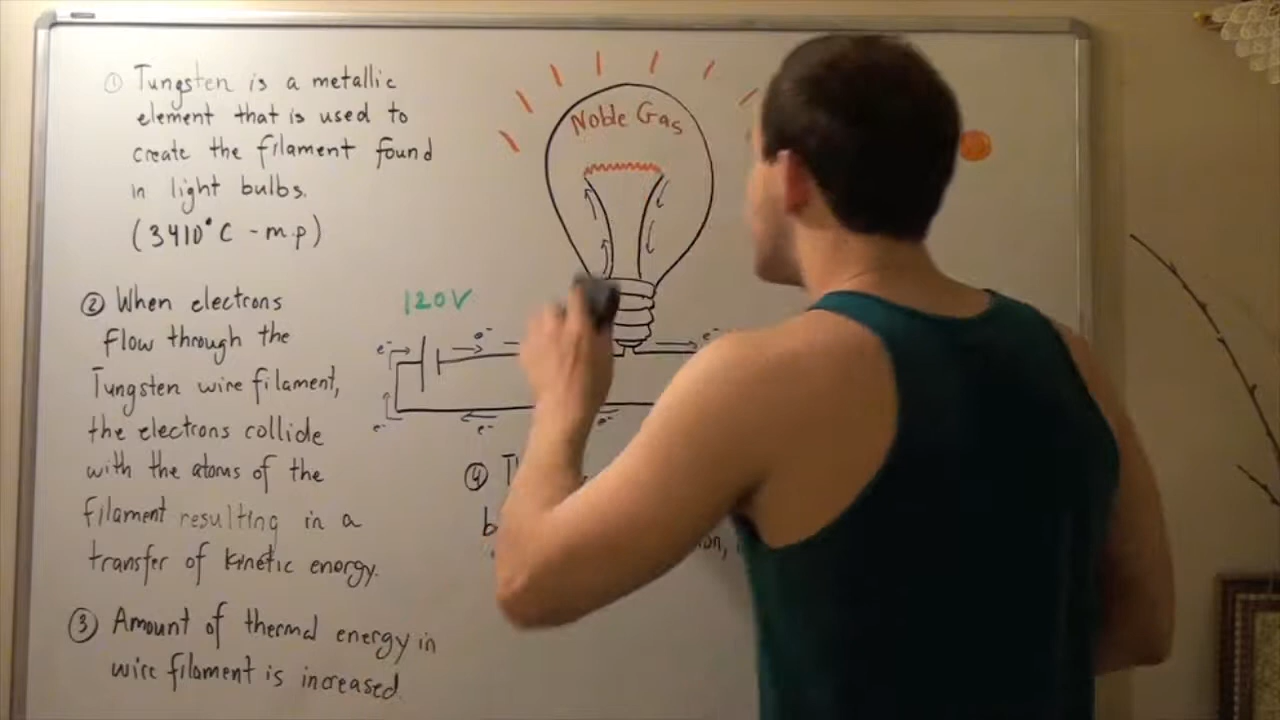 ① Tungsten is a metallic
element that is used to
create the filament found
in light bulbs.
(3410°C - m.p)
② When electrons
flow through the
Tungsten wire filament,
the electrons collide
with the atoms of the
filament resulting in a
transfer of kinetic energy.
③ Amount of thermal energy in
wire filament is increased.
Noble Gas
120V
e⁻
e⁻
e⁻
e⁻
e⁻
e⁻
④